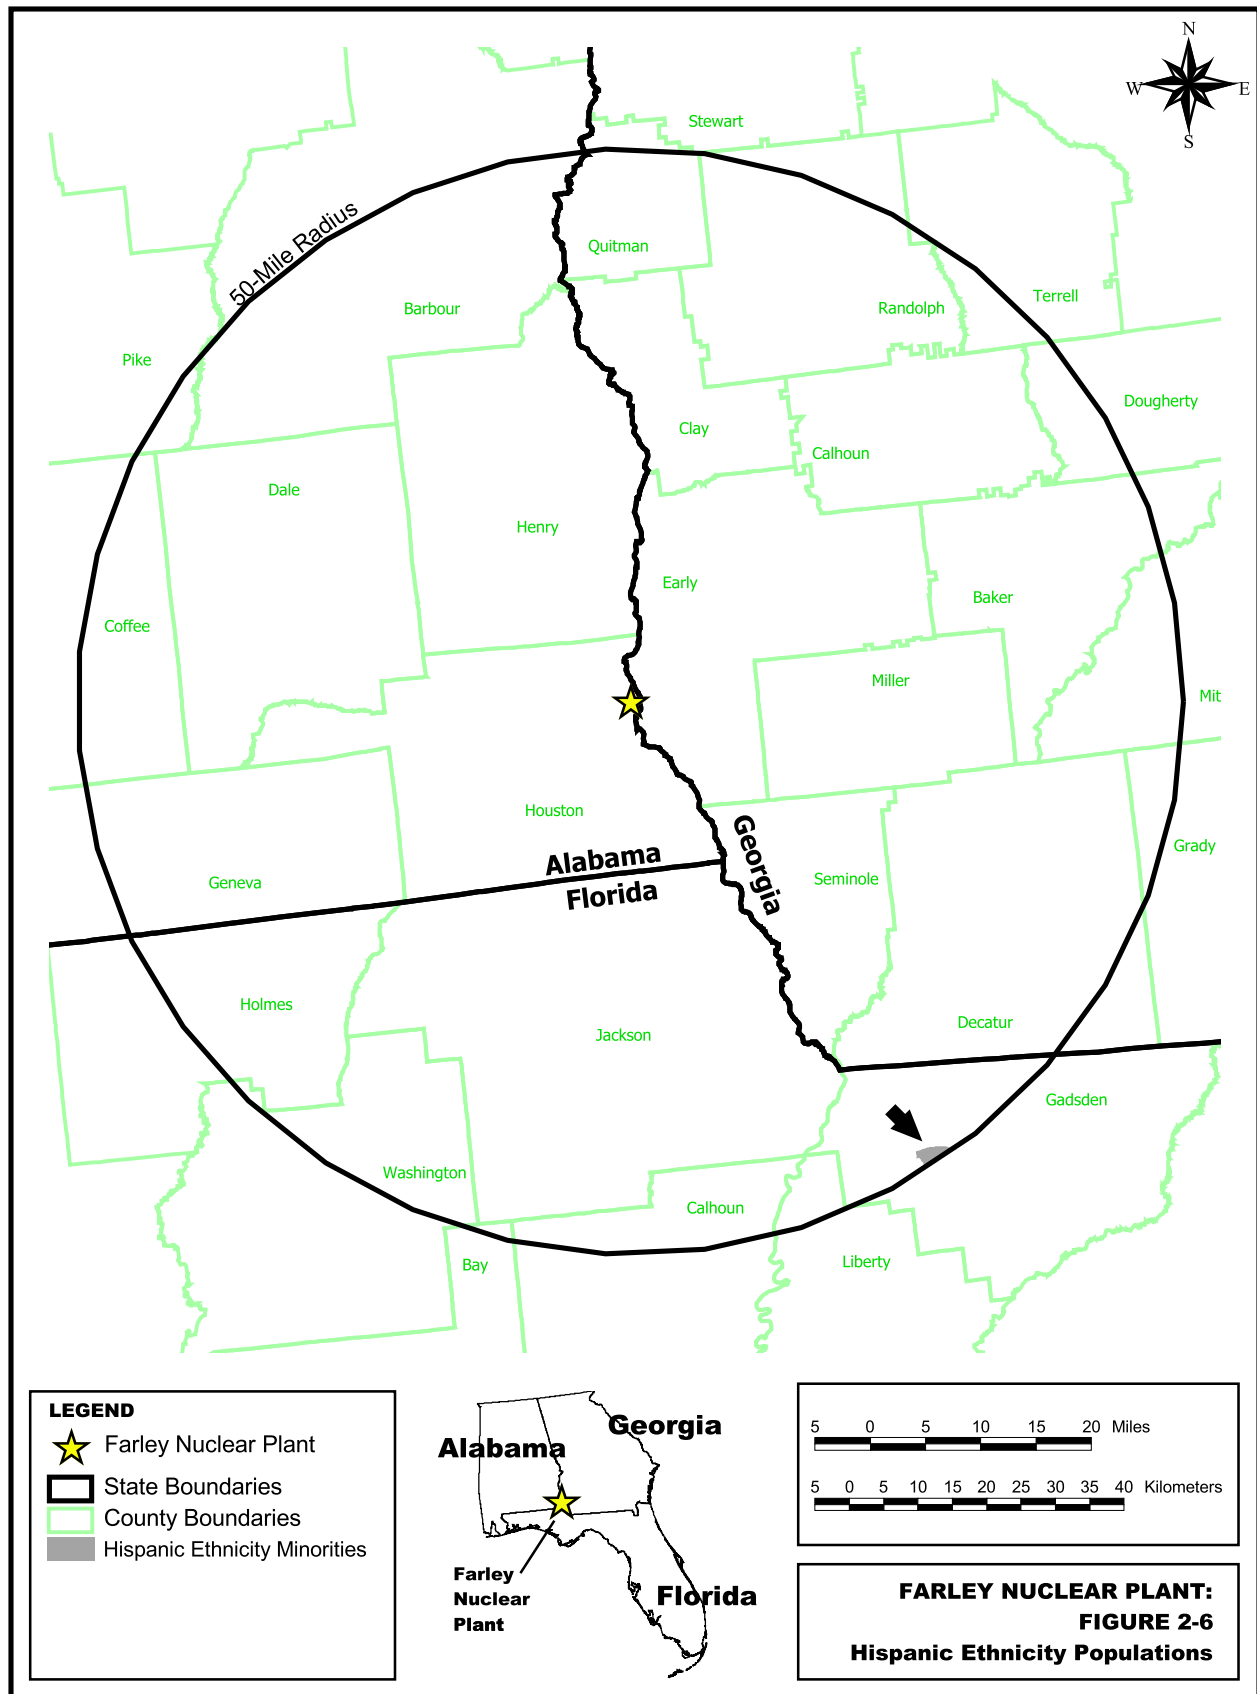 N
W
E
S
Stewart
50-Mile Radius
Quitman
Barbour
Randolph
Terrell
Pike
Dougherty
Clay
Calhoun
Dale
Henry
Early
Baker
Coffee
Miller
Mit
Houston
Alabama
Florida
Georgia
Grady
Geneva
Seminole
Holmes
Jackson
Decatur
Gadsden
Washington
Calhoun
Bay
Liberty
LEGEND
Farley Nuclear Plant
State Boundaries
County Boundaries
Hispanic Ethnicity Minorities
Georgia
Alabama
Farley
Nuclear
Plant
Florida
5 0 5 10 15 20 Miles
5 0 5 10 15 20 25 30 35 40 Kilometers
FARLEY NUCLEAR PLANT:
FIGURE 2-6
Hispanic Ethnicity Populations